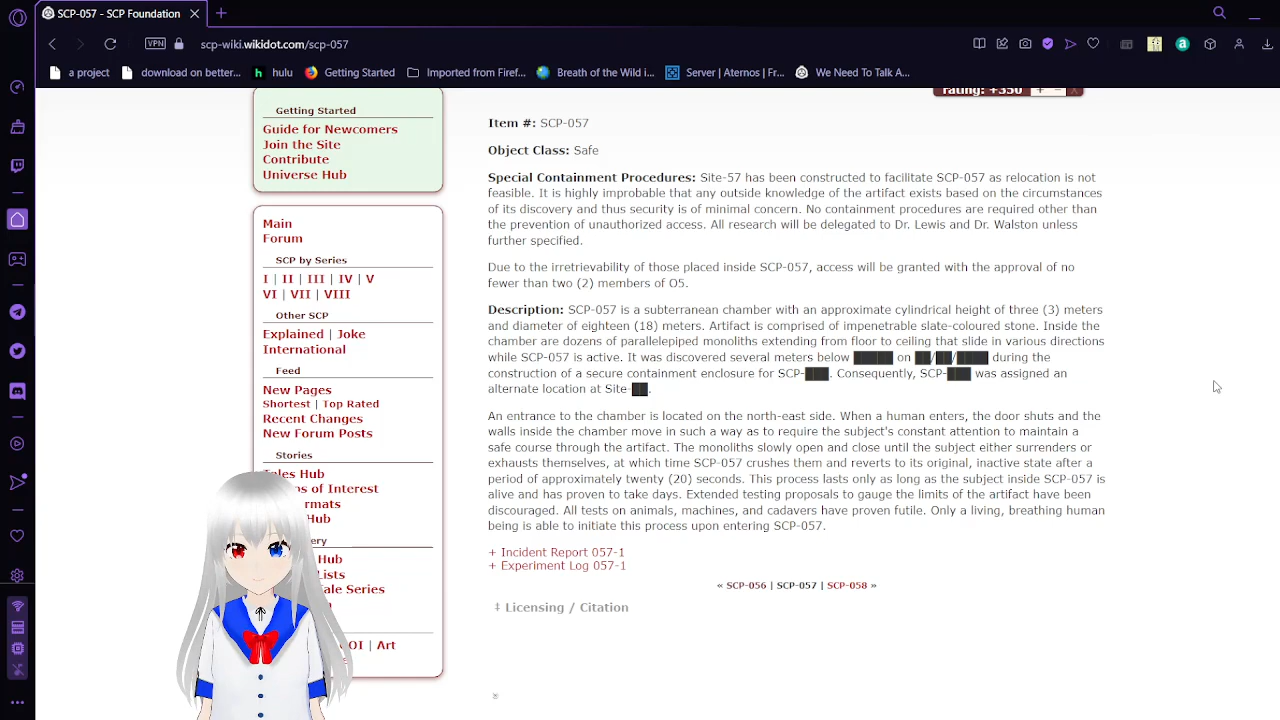 SCP-057 - SCP Foundation
VPN
scp-wiki.wikidot.com/scp-057
a project
download on better...
hulu
Getting Started
Imported from Firef...
Breath of the Wild i...
Server | Aternos | Fr...
We Need To Talk A...
rating: +350 + – x
Getting Started
Guide for Newcomers
Join the Site
Contribute
Universe Hub
Main
Forum
SCP by Series
I | II | III | IV | V
VI | VII | VIII
Other SCP
Explained | Joke
International
Feed
New Pages
Shortest | Top Rated
Recent Changes
New Forum Posts
Stories
Tales Hub
s of Interest
ormats
Hub
ery
Hub
Lists
ale Series
OI | Art
Item #: SCP-057
Object Class: Safe
Special Containment Procedures: Site-57 has been constructed to facilitate SCP-057 as relocation is not
feasible. It is highly improbable that any outside knowledge of the artifact exists based on the circumstances
of its discovery and thus security is of minimal concern. No containment procedures are required other than
the prevention of unauthorized access. All research will be delegated to Dr. Lewis and Dr. Walston unless
further specified.
Due to the irretrievability of those placed inside SCP-057, access will be granted with the approval of no
fewer than two (2) members of O5.
Description: SCP-057 is a subterranean chamber with an approximate cylindrical height of three (3) meters
and diameter of eighteen (18) meters. Artifact is comprised of impenetrable slate-coloured stone. Inside the
chamber are dozens of parallelepiped monoliths extending from floor to ceiling that slide in various directions
while SCP-057 is active. It was discovered several meters below █████ on ██/██/████ during the
construction of a secure containment enclosure for SCP-███. Consequently, SCP-███ was assigned an
alternate location at Site-██.
An entrance to the chamber is located on the north-east side. When a human enters, the door shuts and the
walls inside the chamber move in such a way as to require the subject's constant attention to maintain a
safe course through the artifact. The monoliths slowly open and close until the subject either surrenders or
exhausts themselves, at which time SCP-057 crushes them and reverts to its original, inactive state after a
period of approximately twenty (20) seconds. This process lasts only as long as the subject inside SCP-057 is
alive and has proven to take days. Extended testing proposals to gauge the limits of the artifact have been
discouraged. All tests on animals, machines, and cadavers have proven futile. Only a living, breathing human
being is able to initiate this process upon entering SCP-057.
+ Incident Report 057-1
+ Experiment Log 057-1
« SCP-056 | SCP-057 | SCP-058 »
‡ Licensing / Citation